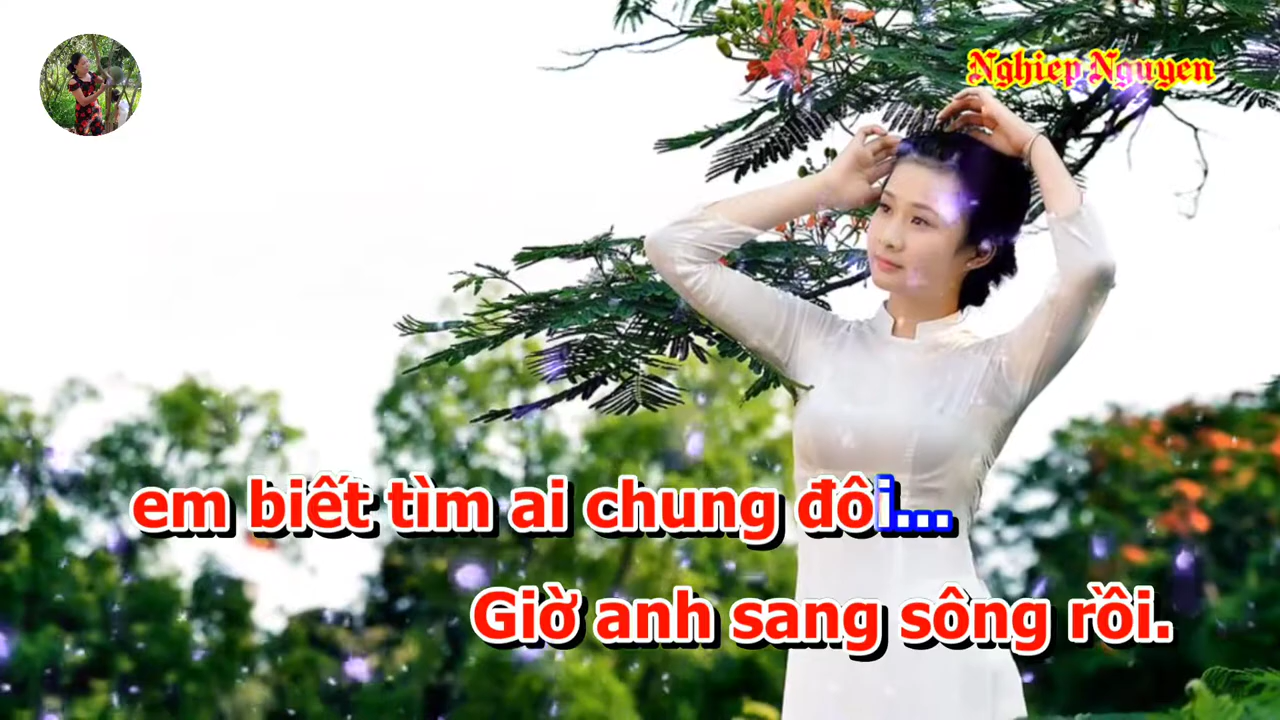 Nghiep Nguyen
em biết tìm ai chung đôi...
Giờ anh sang sông rồi.